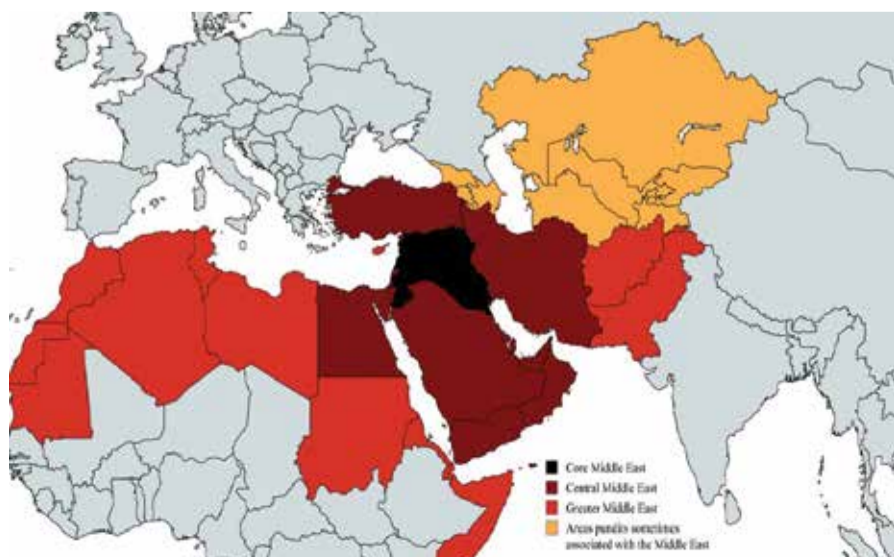 Core Middle East
Central Middle East
Greater Middle East
Areas pundits sometimes
associated with the Middle East